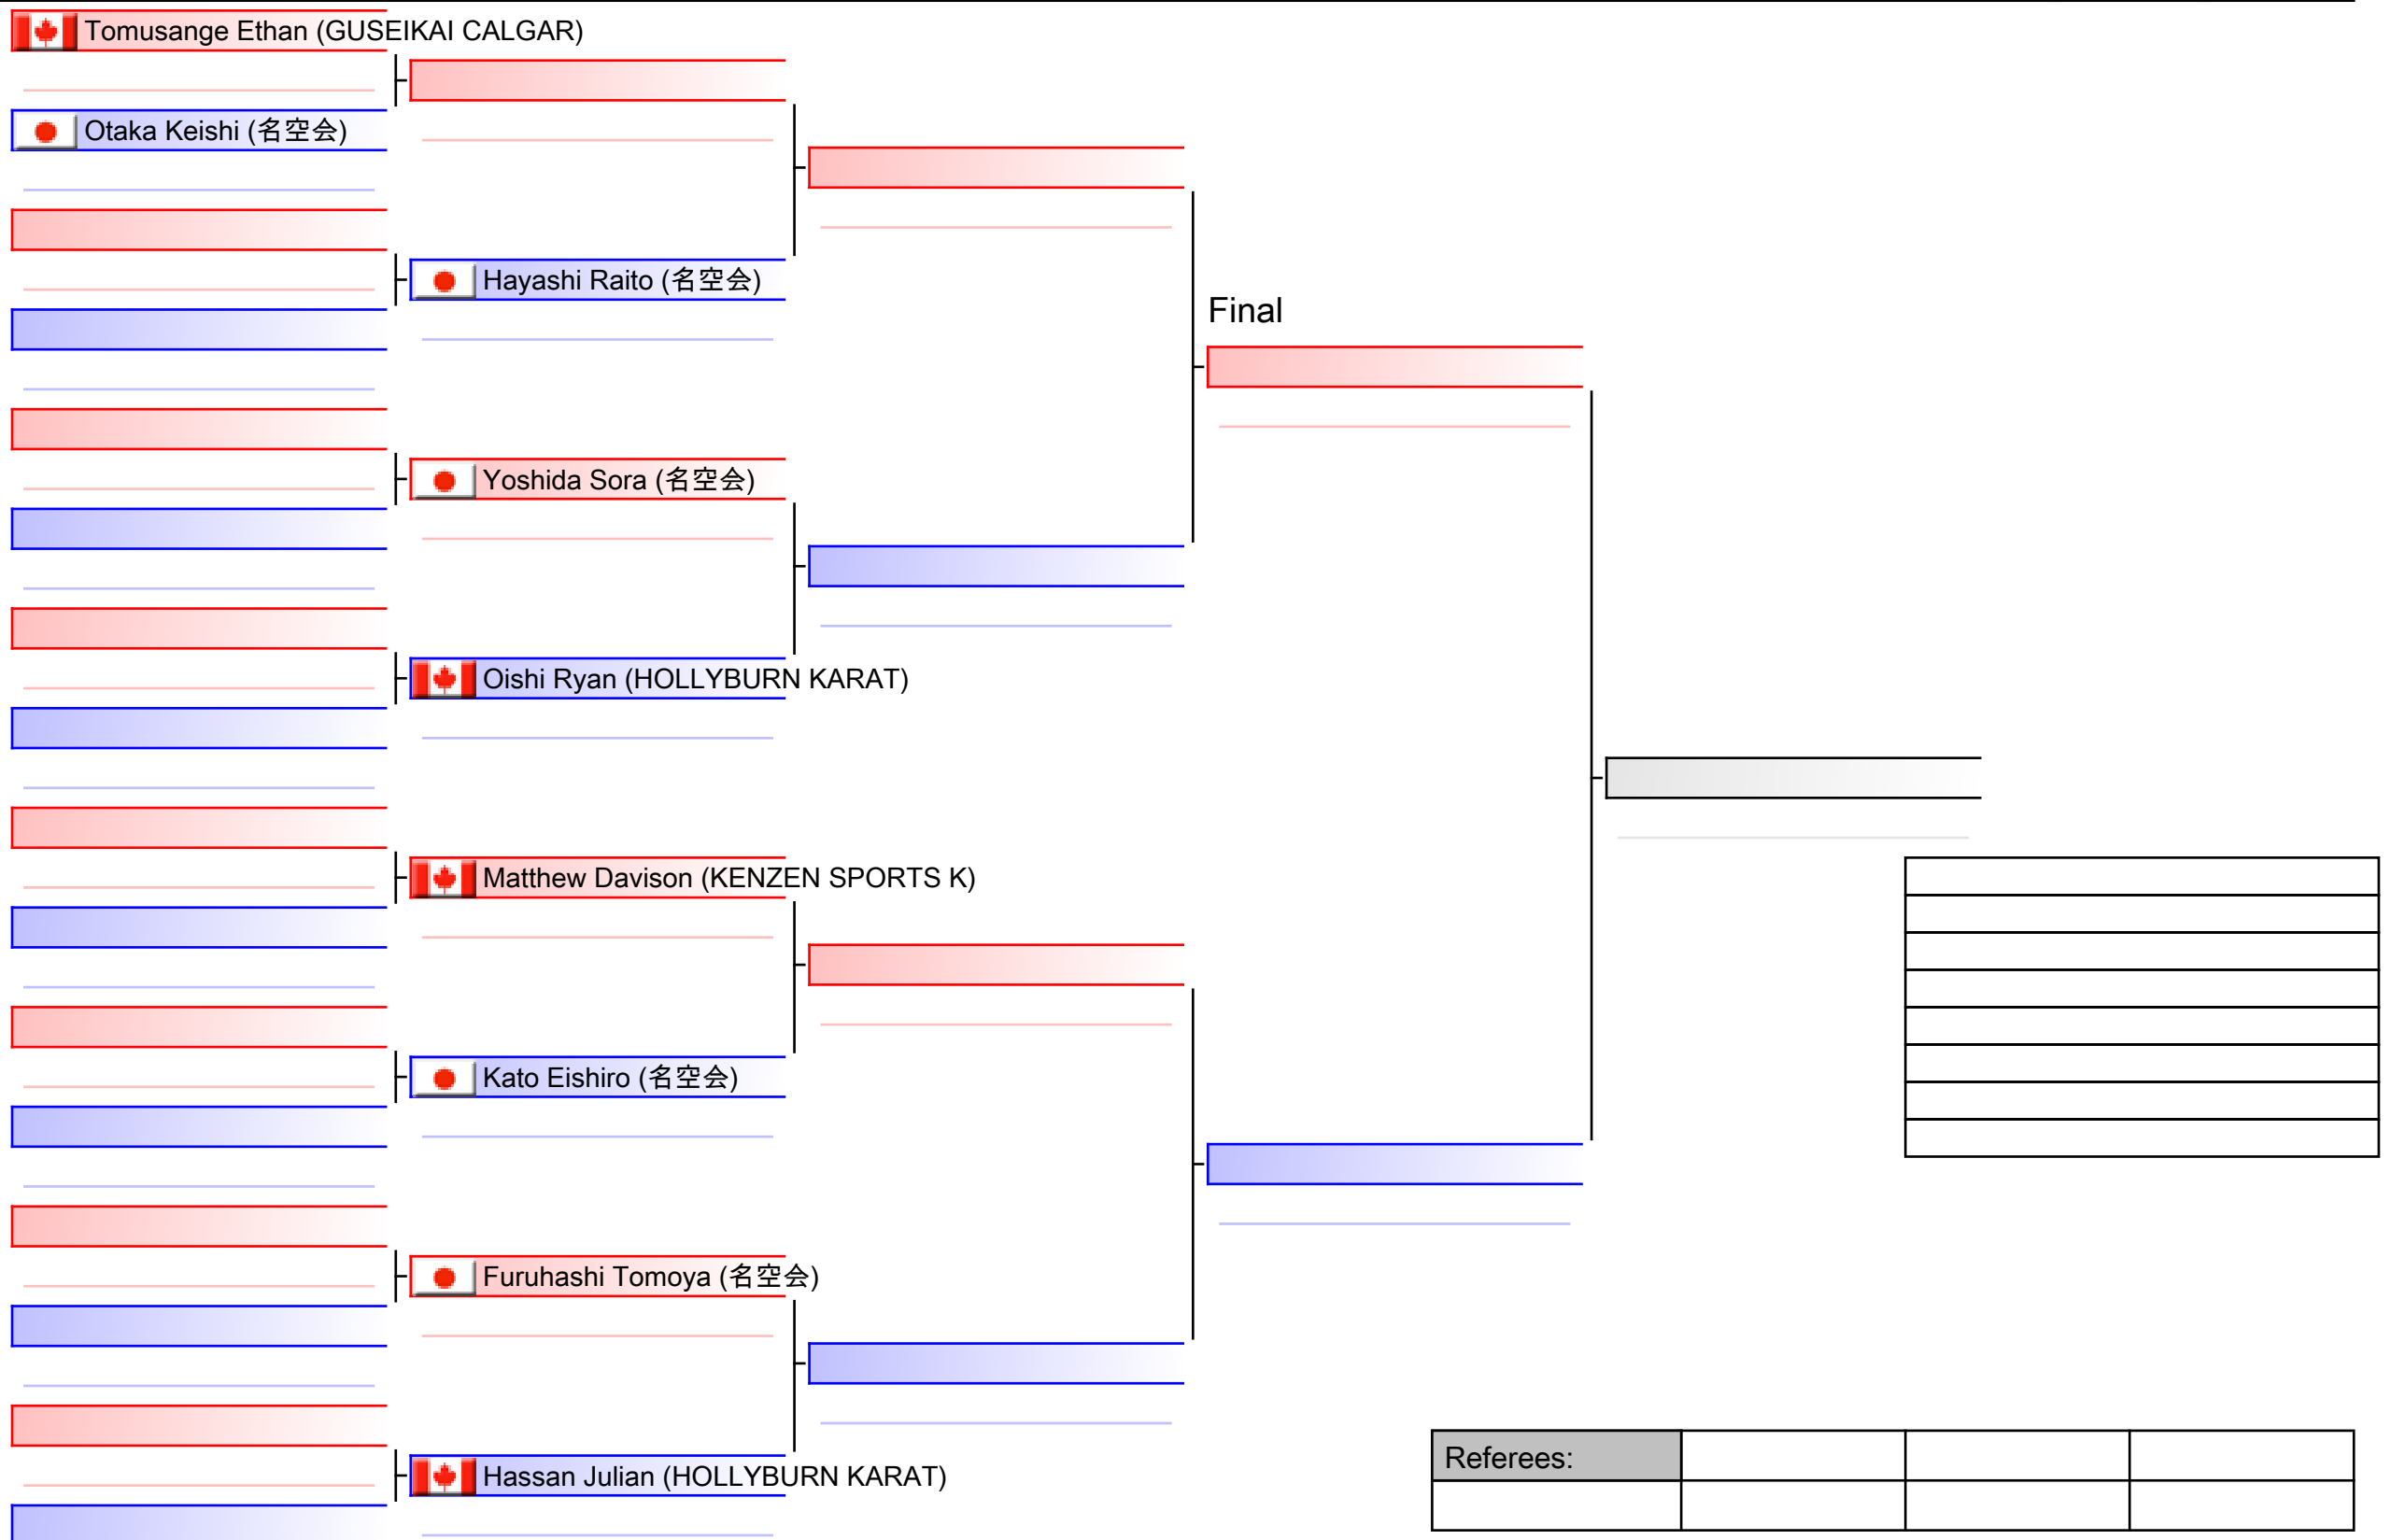 Tomusange Ethan (GUSEIKAI CALGAR)
Otaka Keishi (名空会)
Hayashi Raito (名空会)
Final
Yoshida Sora (名空会)
Oishi Ryan (HOLLYBURN KARAT)
Matthew Davison (KENZEN SPORTS K)
Kato Eishiro (名空会)
Furuhashi Tomoya (名空会)
Hassan Julian (HOLLYBURN KARAT)
Referees: